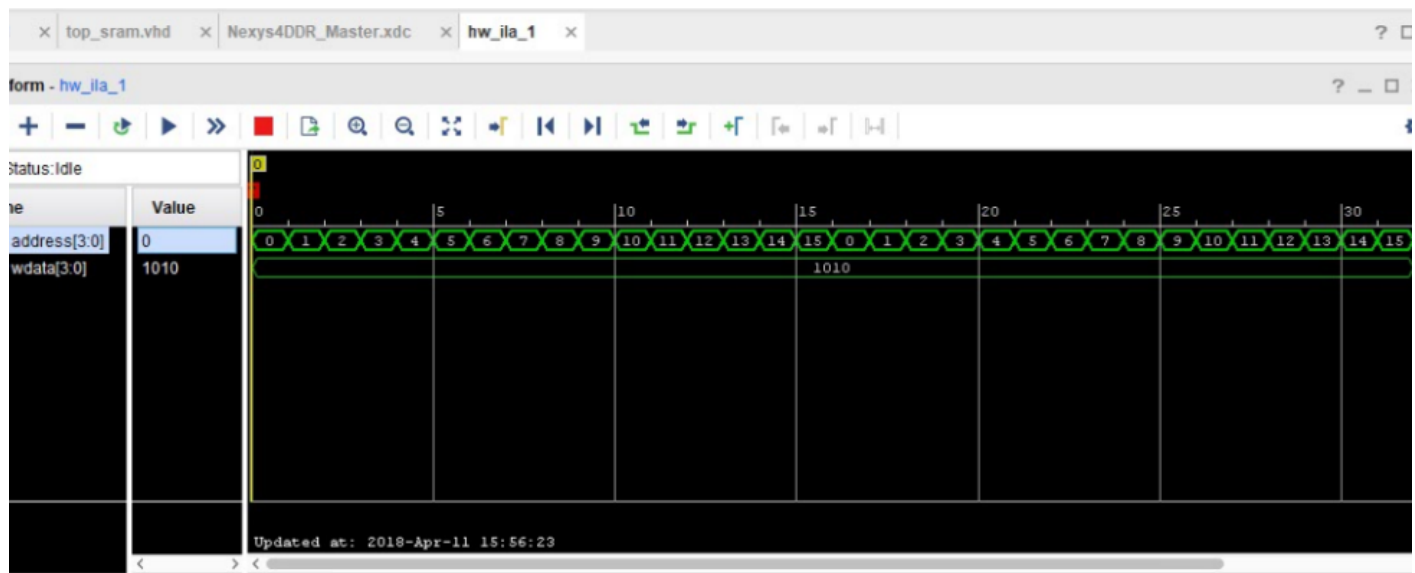 top_sram.vhd Nexys4DDR_Master.xdc hw_ila_1 ?
form - hw_ila_1 ?
Status:Idle 0
Value
0 5 10 15 20 25 30
address[3:0] 0 0 1 2 3 4 5 6 7 8 9 10 11 12 13 14 15 0 1 2 3 4 5 6 7 8 9 10 11 12 13 14 15
wdata[3:0] 1010 1010
Updated at: 2018-Apr-11 15:56:23